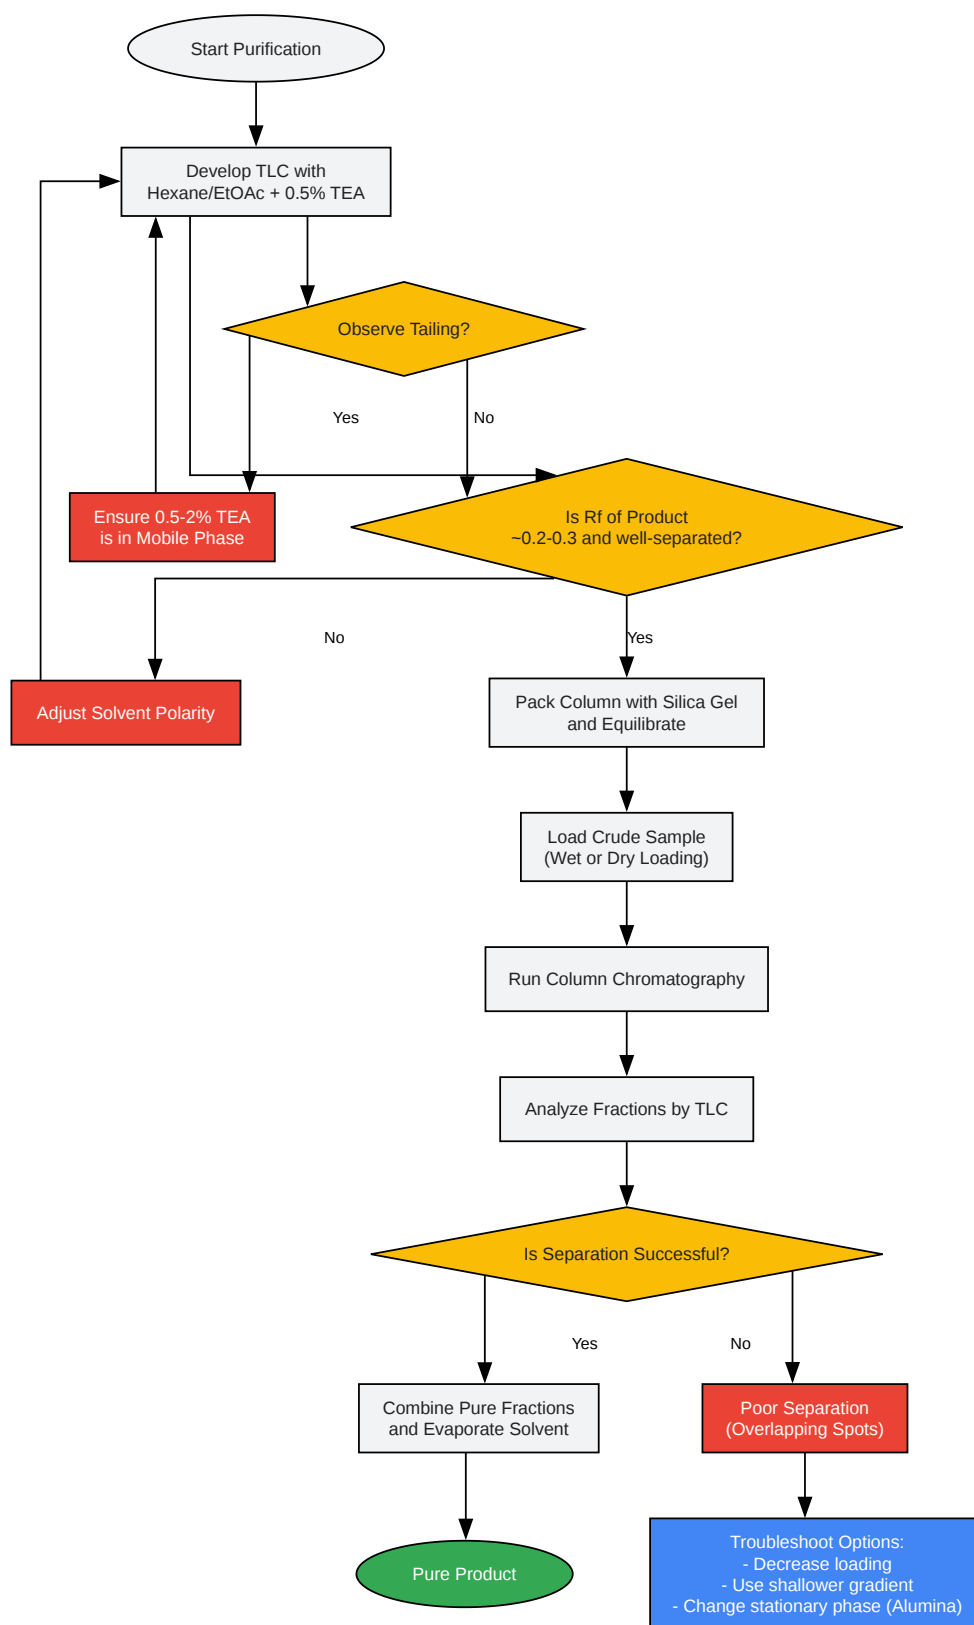 Start Purification
Develop TLC with
Hexane/EtOAc + 0.5% TEA
Observe Tailing?
Yes
No
Ensure 0.5-2% TEA
is in Mobile Phase
Is Rf of Product
~0.2-0.3 and well-separated?
No
Yes
Adjust Solvent Polarity
Pack Column with Silica Gel
and Equilibrate
Load Crude Sample
(Wet or Dry Loading)
Run Column Chromatography
Analyze Fractions by TLC
Is Separation Successful?
Yes
No
Combine Pure Fractions
and Evaporate Solvent
Poor Separation
(Overlapping Spots)
Pure Product
Troubleshoot Options:
- Decrease loading
- Use shallower gradient
- Change stationary phase (Alumina)